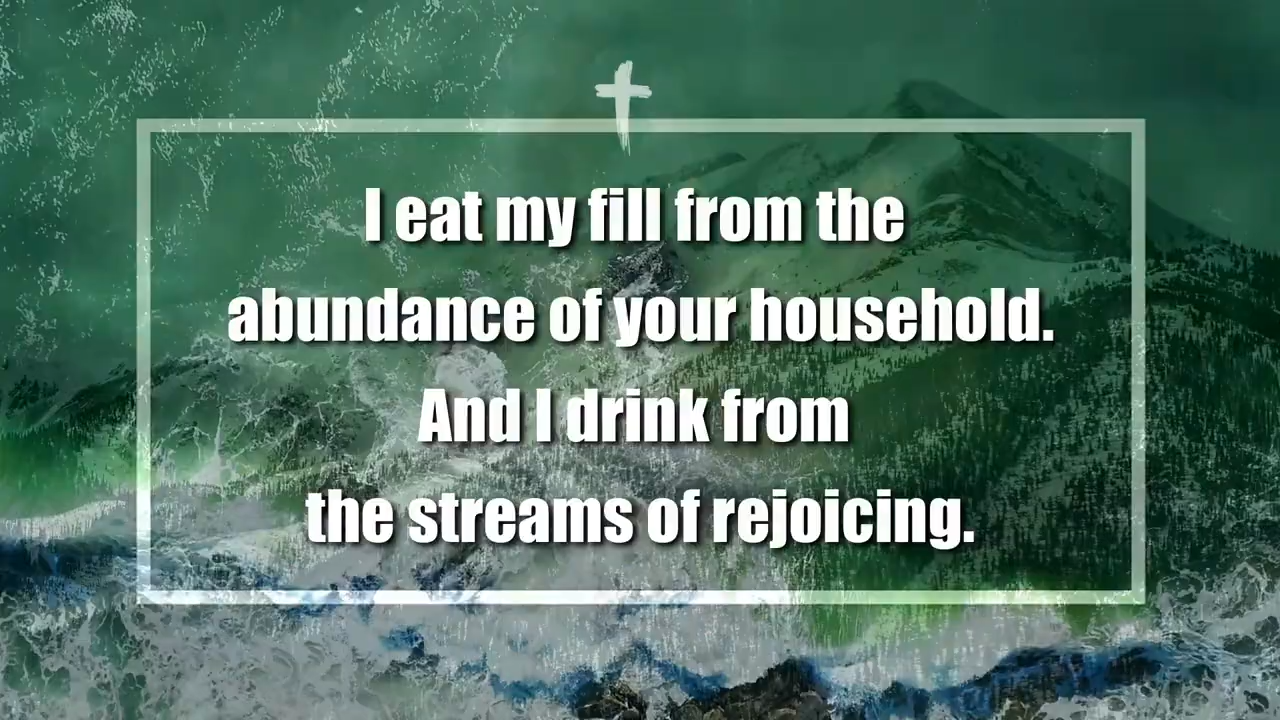 I eat my fill from the
abundance of your household.
And I drink from
the streams of rejoicing.